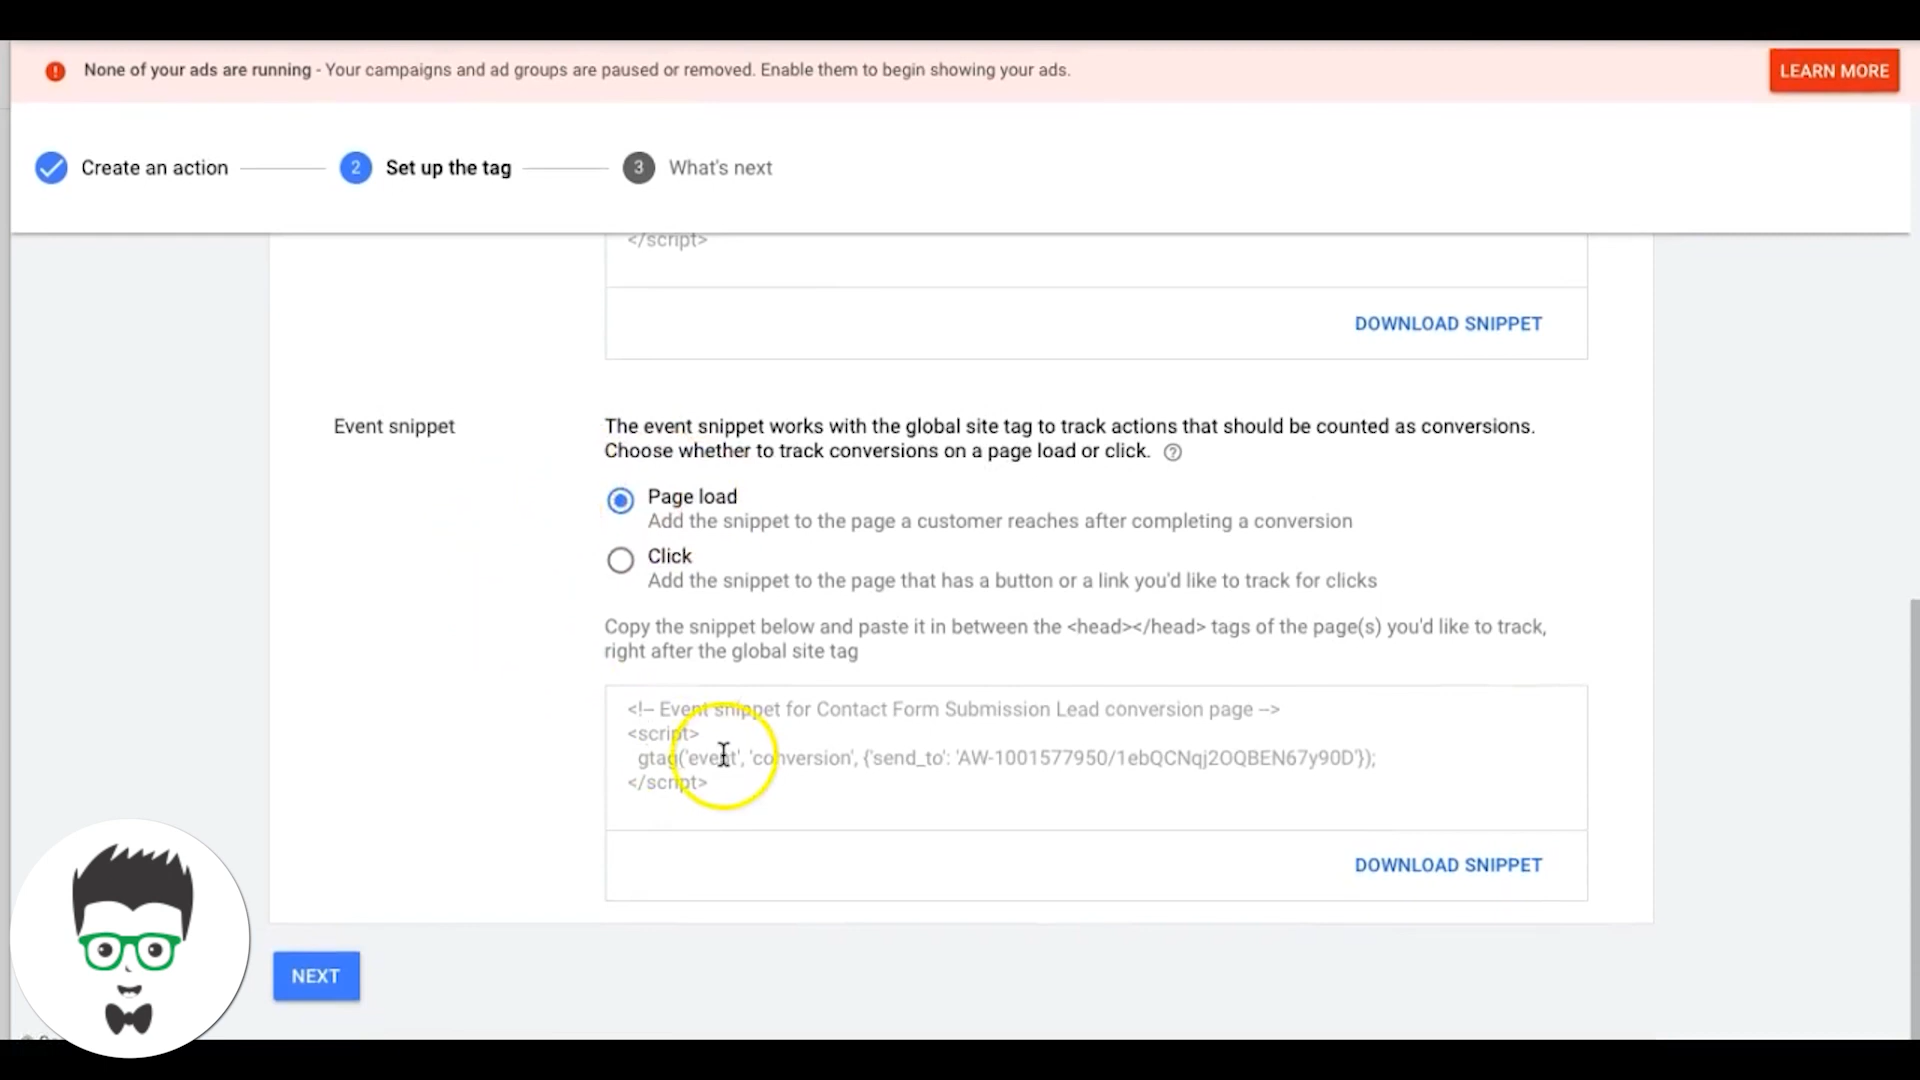 None of your ads are running - Your campaigns and ad groups are paused or removed. Enable them to begin showing your ads.
LEARN MORE
Create an action
2 Set up the tag
3 What's next
</script>
DOWNLOAD SNIPPET
Event snippet
The event snippet works with the global site tag to track actions that should be counted as conversions.
Choose whether to track conversions on a page load or click.
Page load
Add the snippet to the page a customer reaches after completing a conversion
Click
Add the snippet to the page that has a button or a link you'd like to track for clicks
Copy the snippet below and paste it in between the <head></head> tags of the page(s) you'd like to track,
right after the global site tag
<!-- Event snippet for Contact Form Submission Lead conversion page -->
<script>
gtag('event', 'conversion', {'send_to': 'AW-1001577950/1ebQCNqj2OQBEN67y90D'});
</script>
DOWNLOAD SNIPPET
NEXT